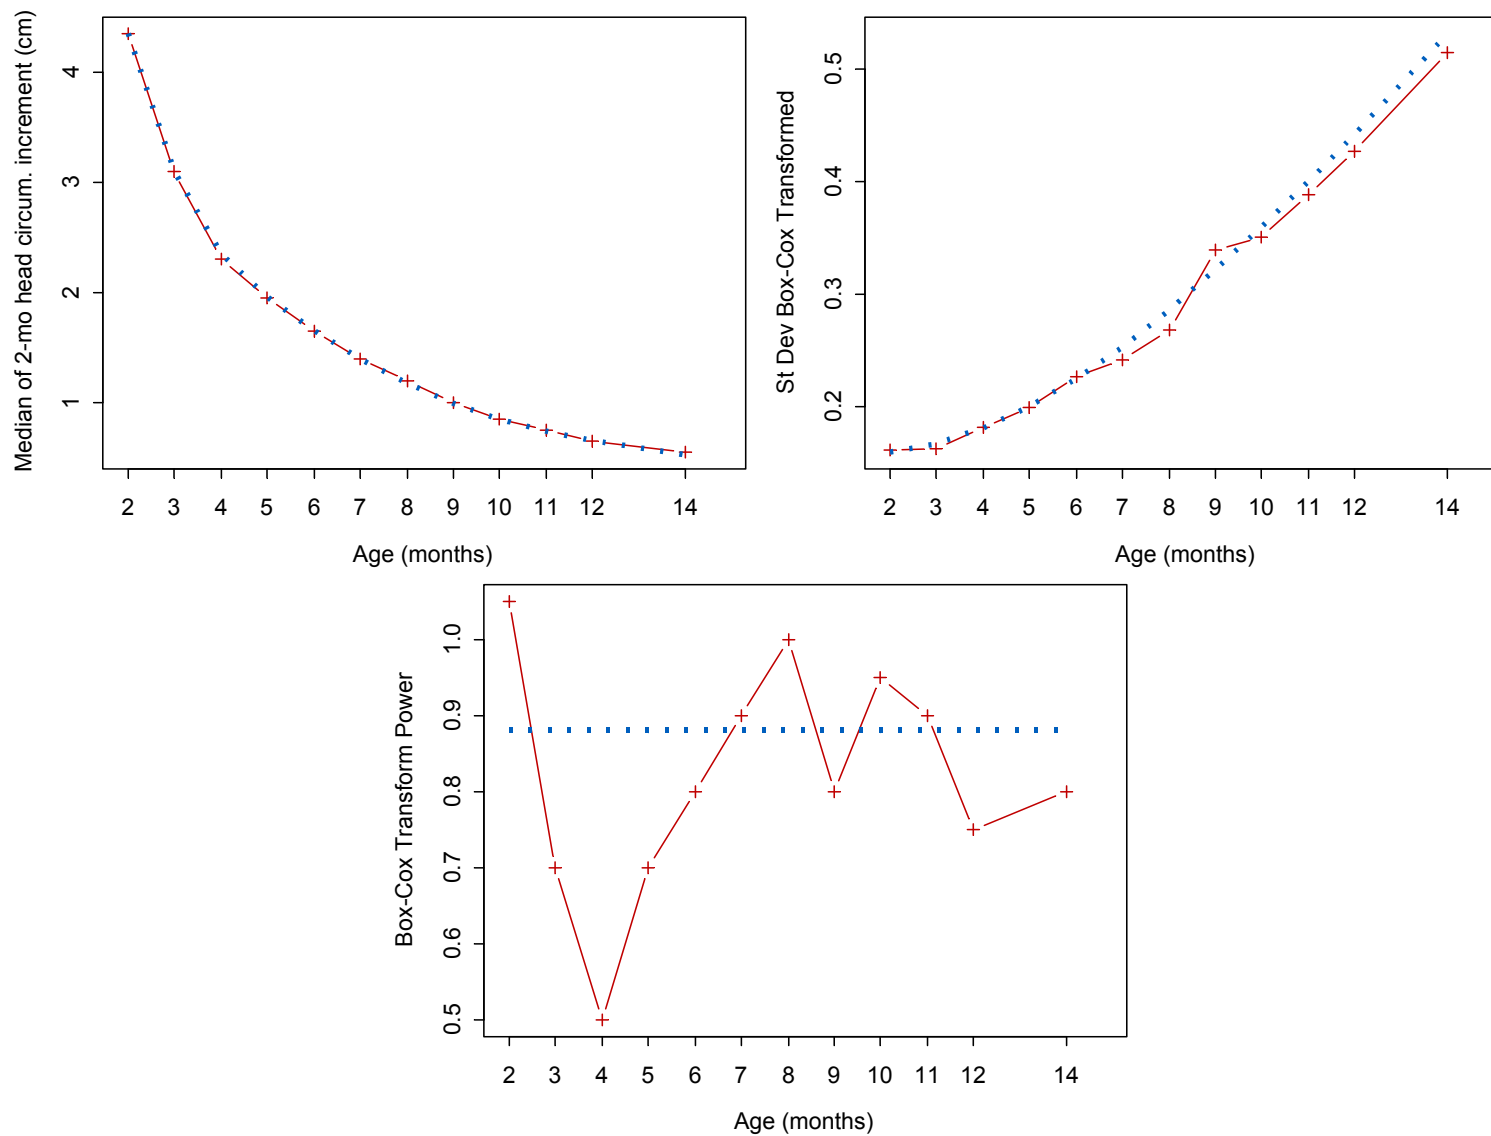 Median of 2-mo head circum. increment (cm)
4
3
2
1
2 3 4 5 6 7 8 9 10 11 12 14
Age (months)
St Dev Box-Cox Transformed
0.5
0.4
0.3
0.2
2 3 4 5 6 7 8 9 10 11 12 14
Age (months)
Box-Cox Transform Power
1.0
0.9
0.8
0.7
0.6
0.5
2 3 4 5 6 7 8 9 10 11 12 14
Age (months)